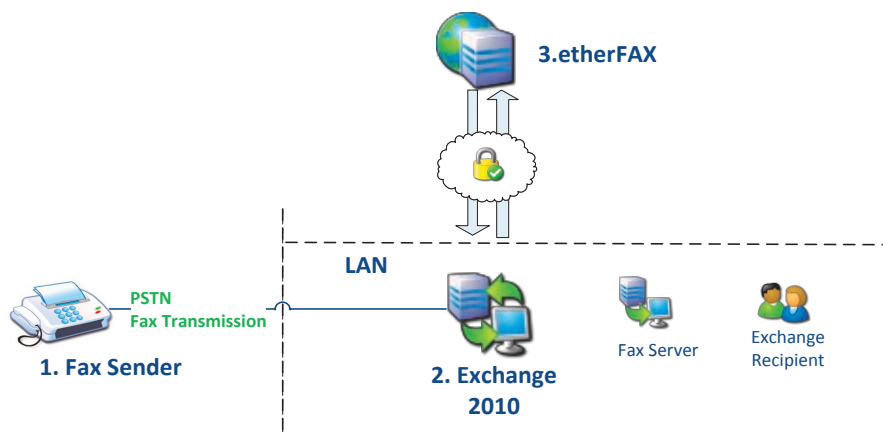 3.etherFAX
LAN
PSTN
Fax Transmission
1. Fax Sender
2. Exchange
2010
Fax Server
Exchange
Recipient